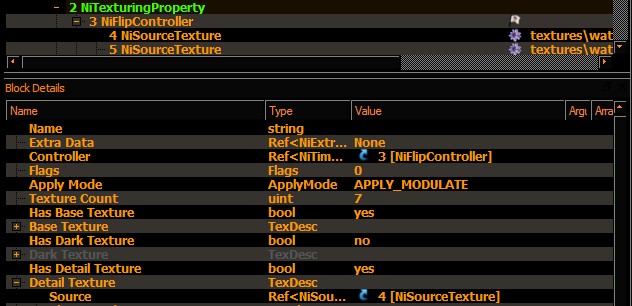 2 NiTexturingProperty
3 NiFlipController
4 NiSourceTexture textures\wat
5 NiSourceTexture textures\wat
Block Details
Name Type Value Argu Arra
Name string
Extra Data Ref<NiExtr... None
Controller Ref<NiTim... 3 [NiFlipController]
Flags Flags 0
Apply Mode ApplyMode APPLY_MODULATE
Texture Count uint 7
Has Base Texture bool yes
Base Texture TexDesc
Has Dark Texture bool no
Dark Texture TexDesc
Has Detail Texture bool yes
Detail Texture TexDesc
Source Ref<NiSou... 4 [NiSourceTexture]